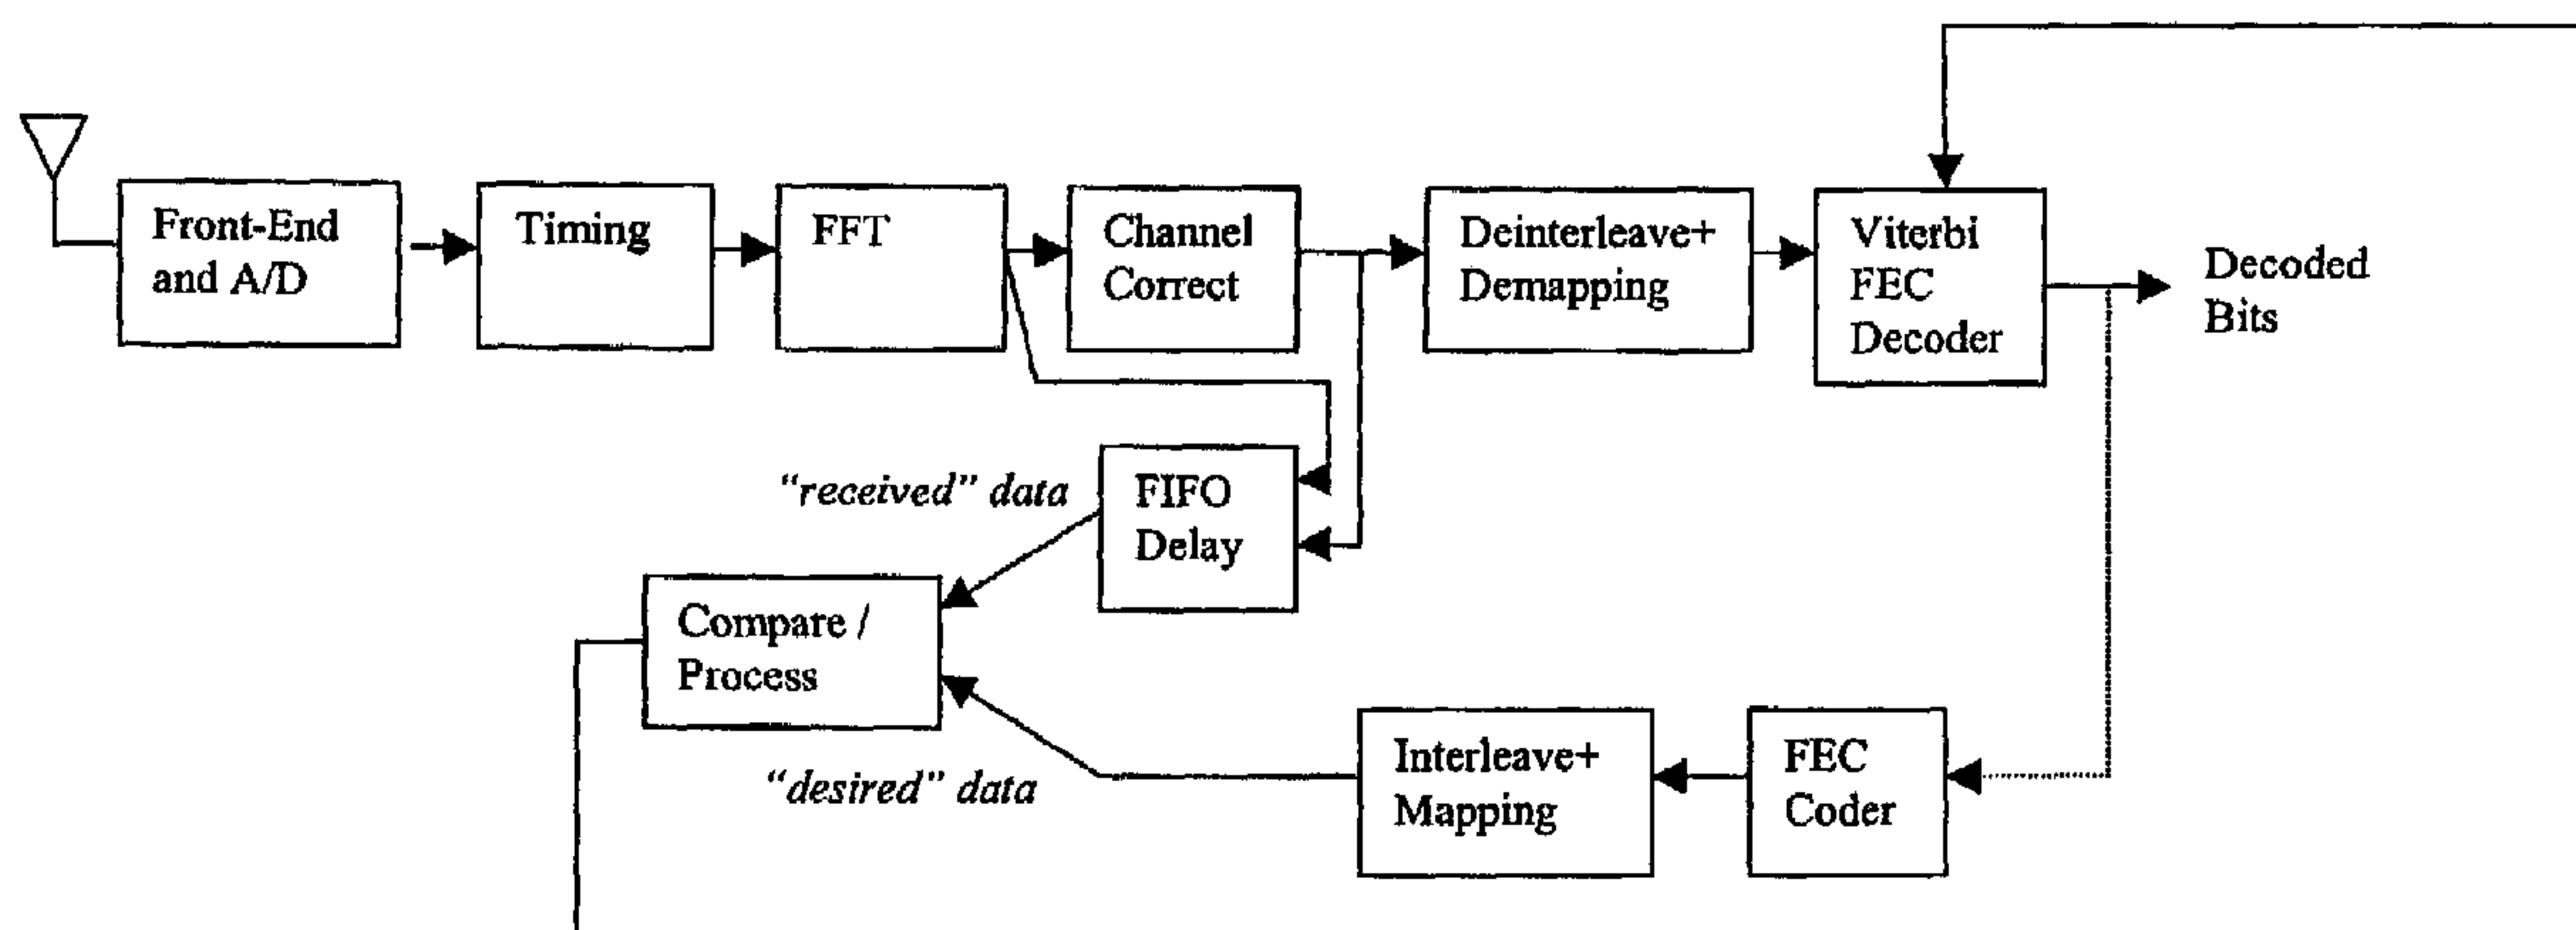 Front-End
and A/D
Timing
FFT
Channel
Correct
Deinterleave+
Demapping
Viterbi
FEC
Decoder
Decoded
Bits
"received" data
FIFO
Delay
Compare /
Process
"desired" data
Interleave+
Mapping
FEC
Coder